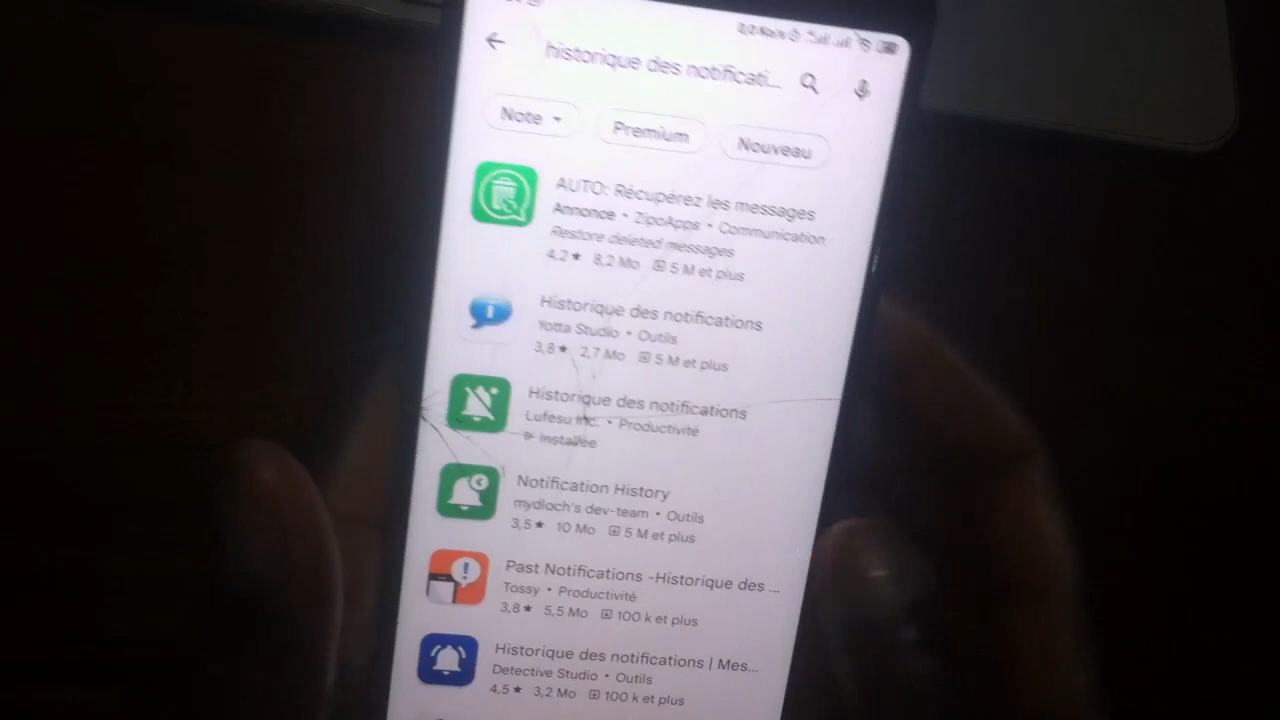 historique des notificati...
Note
Premium
Nouveau
AUTO: Récupérez les messages
Annonce • ZipoApps • Communication
Restore deleted messages
4,2★ 8,2 Mo 5 M et plus
Historique des notifications
Yotta Studio • Outils
3,8★ 2,7 Mo 5 M et plus
Historique des notifications
Lufesu Inc. • Productivité
Installée
Notification History
mydloch's dev-team • Outils
3,5★ 10 Mo 5 M et plus
Past Notifications -Historique des ...
Tossy • Productivité
3,8★ 5,5 Mo 100 k et plus
Historique des notifications | Mes...
Detective Studio • Outils
4,5★ 3,2 Mo 100 k et plus